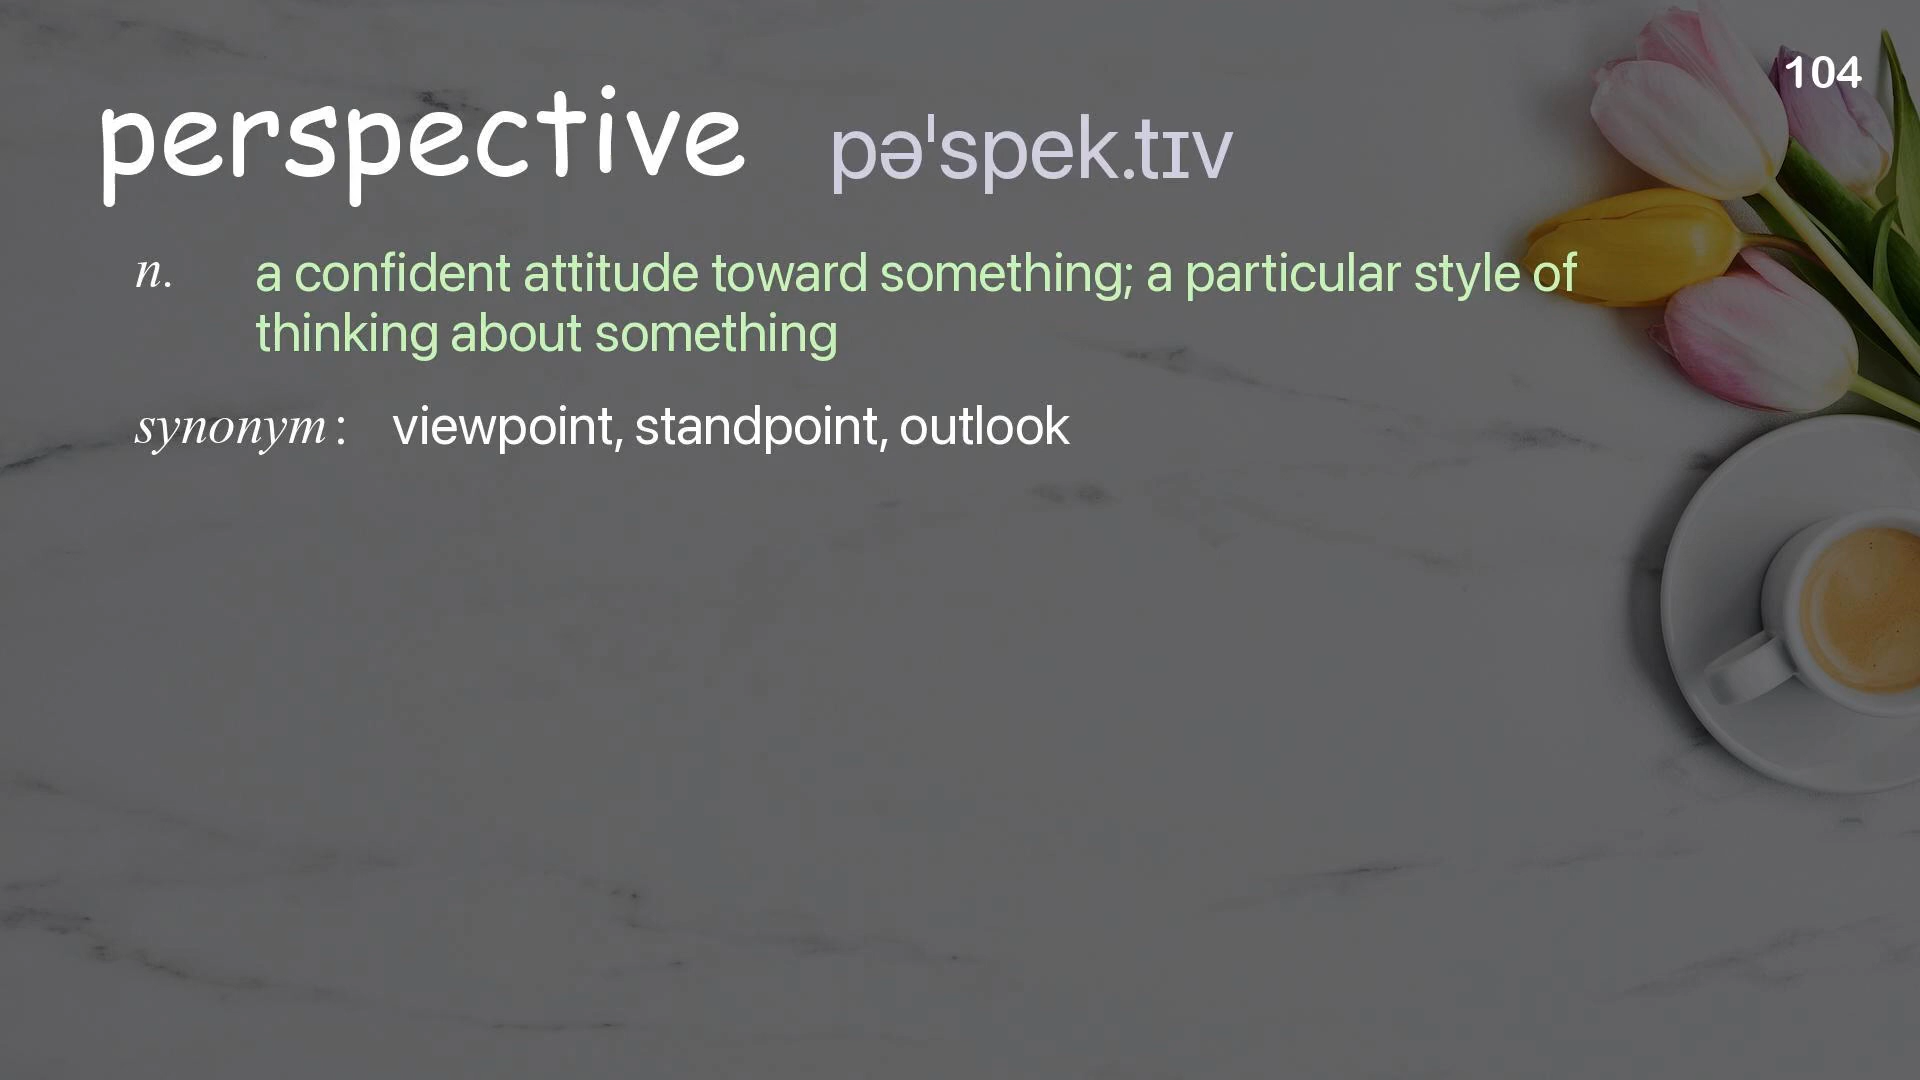 104
perspective pəˈspek.tɪv
n. a confident attitude toward something; a particular style of
thinking about something
synonym: viewpoint, standpoint, outlook